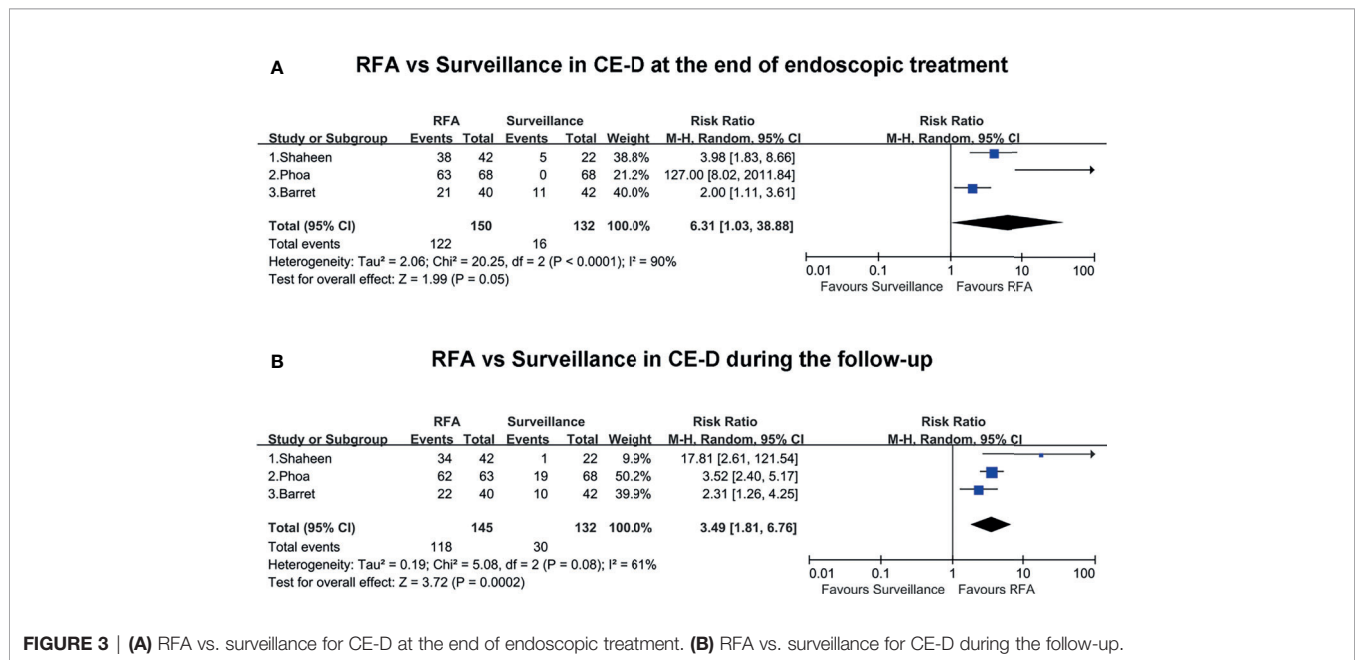 A RFA vs Surveillance in CE-D at the end of endoscopic treatment
RFA Surveillance Risk Ratio Risk Ratio
Study or Subgroup Events Total Events Total Weight M-H, Random, 95% CI M-H, Random, 95% CI
1.Shaheen 38 42 5 22 38.8% 3.98 [1.83, 8.66]
2.Phoa 63 68 0 68 21.2% 127.00 [8.02, 2011.84]
3.Barret 21 40 11 42 40.0% 2.00 [1.11, 3.61]
Total (95% CI) 150 132 100.0% 6.31 [1.03, 38.88]
Total events 122 16
Heterogeneity: Tau² = 2.06; Chi² = 20.25, df = 2 (P < 0.0001); I² = 90%
Test for overall effect: Z = 1.99 (P = 0.05)
0.01 0.1 1 10 100
Favours Surveillance Favours RFA
B RFA vs Surveillance in CE-D during the follow-up
RFA Surveillance Risk Ratio Risk Ratio
Study or Subgroup Events Total Events Total Weight M-H, Random, 95% CI M-H, Random, 95% CI
1.Shaheen 34 42 1 22 9.9% 17.81 [2.61, 121.54]
2.Phoa 62 63 19 68 50.2% 3.52 [2.40, 5.17]
3.Barret 22 40 10 42 39.9% 2.31 [1.26, 4.25]
Total (95% CI) 145 132 100.0% 3.49 [1.81, 6.76]
Total events 118 30
Heterogeneity: Tau² = 0.19; Chi² = 5.08, df = 2 (P = 0.08); I² = 61%
Test for overall effect: Z = 3.72 (P = 0.0002)
0.01 0.1 1 10 100
Favours Surveillance Favours RFA
FIGURE 3 | (A) RFA vs. surveillance for CE-D at the end of endoscopic treatment. (B) RFA vs. surveillance for CE-D during the follow-up.